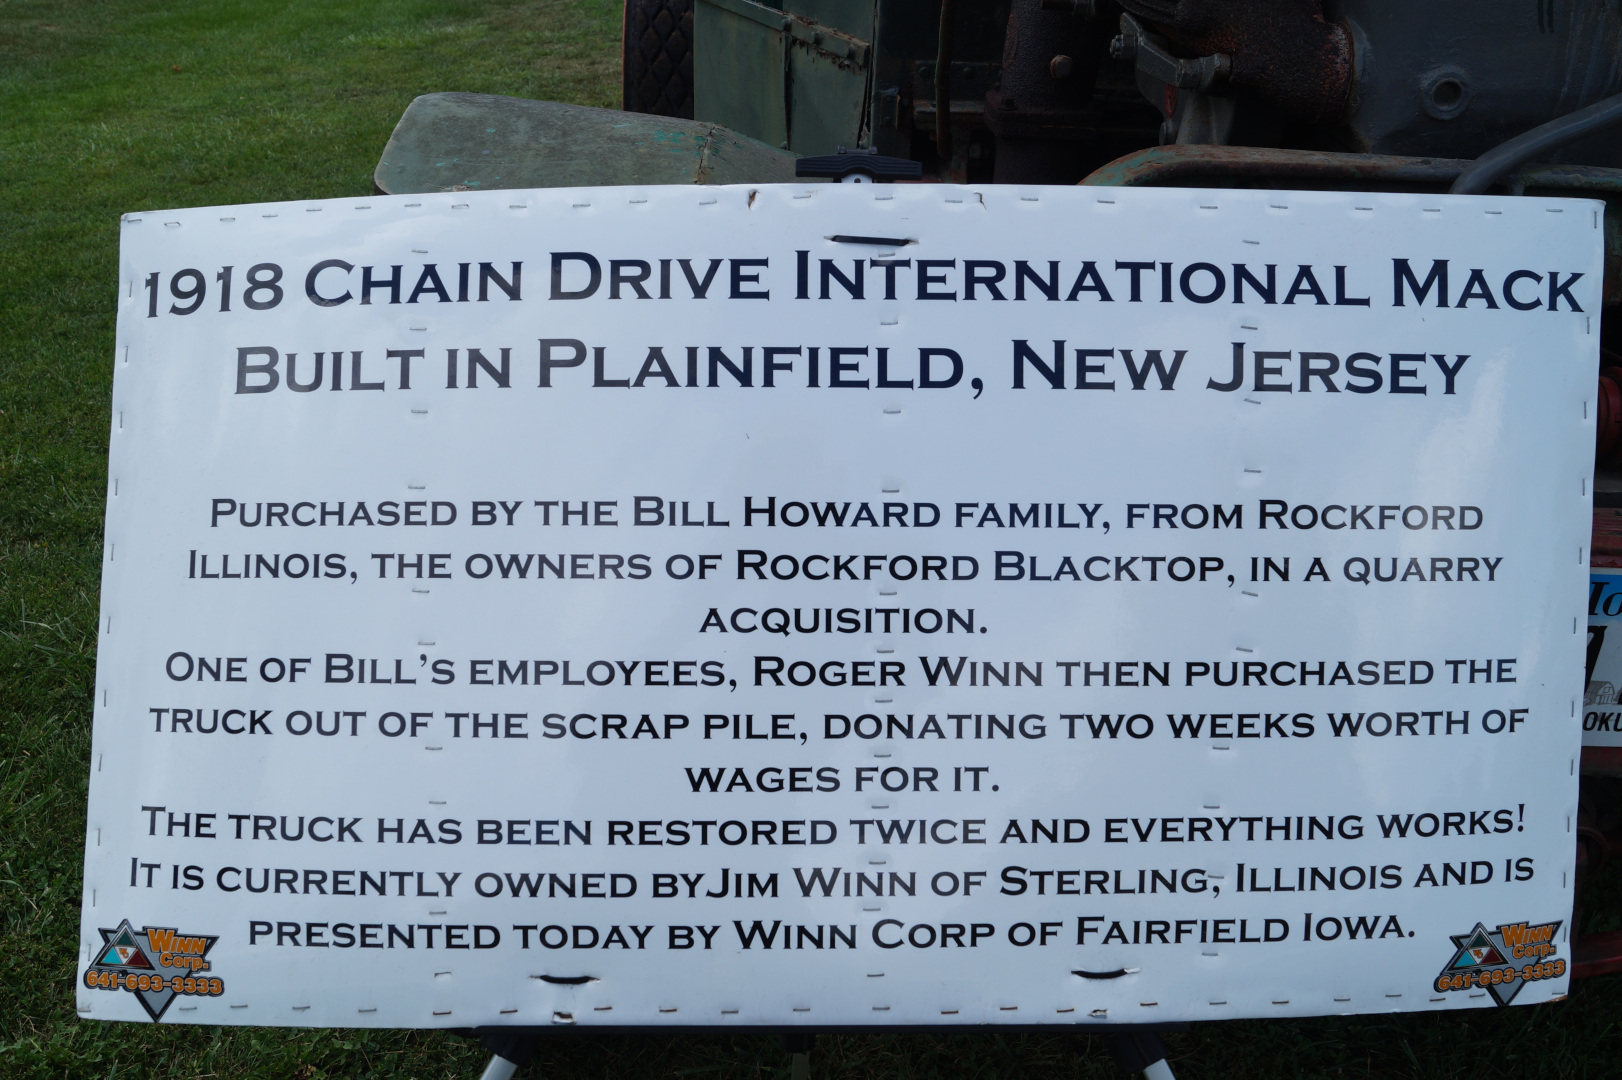 1918 Chain Drive International Mack
Built in Plainfield, New Jersey
Purchased by the Bill Howard family, from Rockford
Illinois, the owners of Rockford Blacktop, in a quarry
acquisition.
One of Bill's employees, Roger Winn then purchased the
truck out of the scrap pile, donating two weeks worth of
wages for it.
The truck has been restored twice and everything works!
It is currently owned byJim Winn of Sterling, Illinois and is
presented today by Winn Corp of Fairfield Iowa.
Winn
Corp.
641-693-3333
Winn
Corp.
641-693-3333